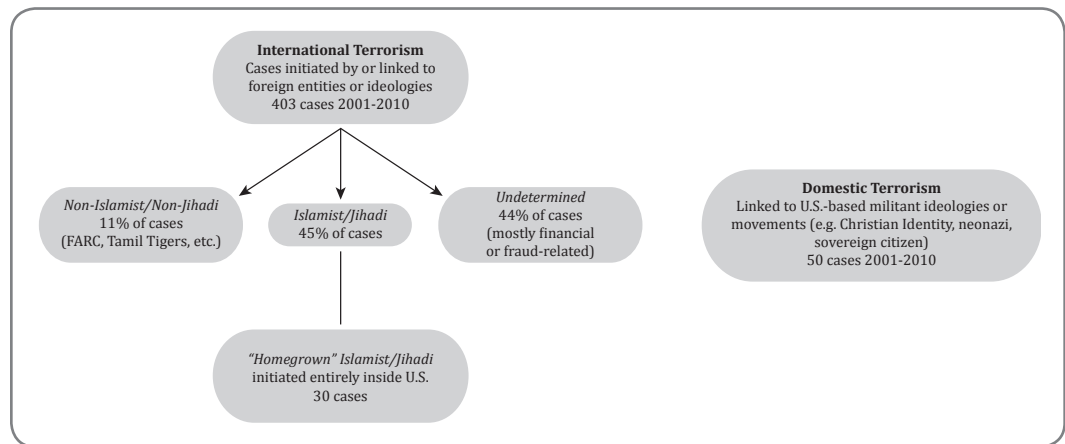 International Terrorism
Cases initiated by or linked to
foreign entities or ideologies
403 cases 2001-2010
Non-Islamist/Non-Jihadi
11% of cases
(FARC, Tamil Tigers, etc.)
Islamist/Jihadi
45% of cases
Undetermined
44% of cases
(mostly financial
or fraud-related)
Domestic Terrorism
Linked to U.S.-based militant ideologies or
movements (e.g. Christian Identity, neonazi,
sovereign citizen)
50 cases 2001-2010
“Homegrown” Islamist/Jihadi
initiated entirely inside U.S.
30 cases